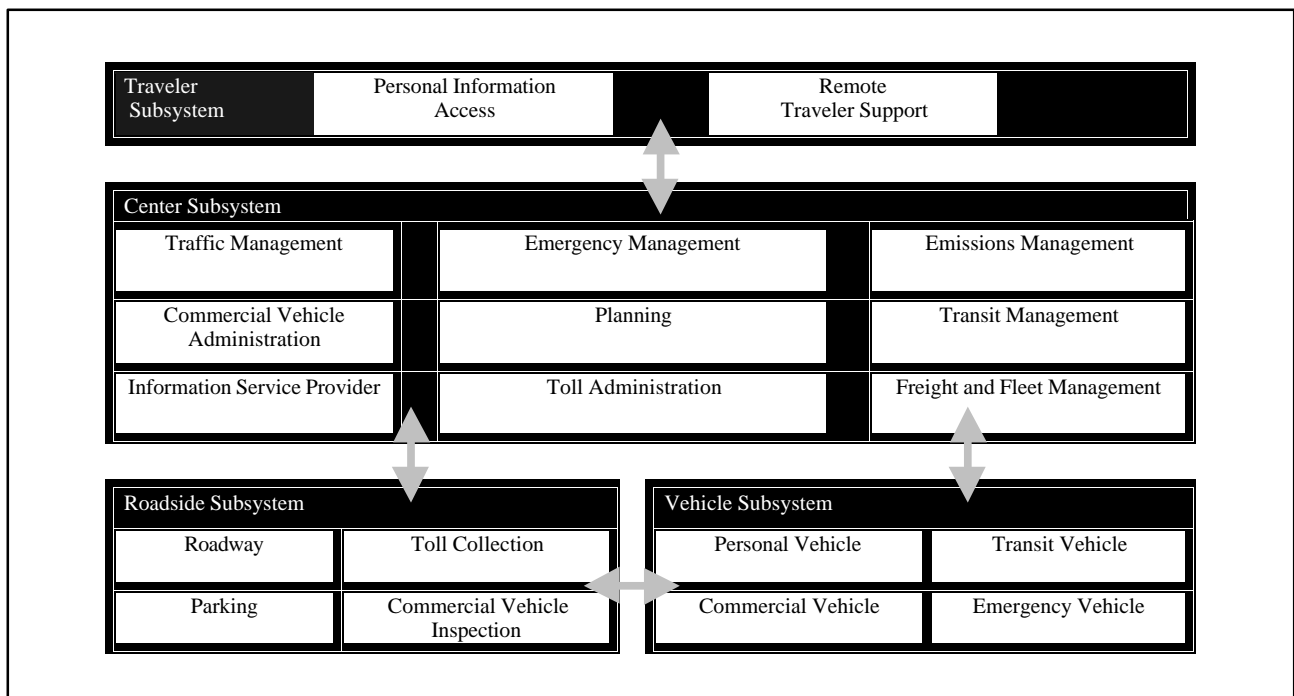 Traveler
Subsystem
Personal Information
Access
Remote
Traveler Support
Center Subsystem
Traffic Management
Emergency Management
Emissions Management
Commercial Vehicle
Administration
Planning
Transit Management
Information Service Provider
Toll Administration
Freight and Fleet Management
Roadside Subsystem
Roadway
Toll Collection
Parking
Commercial Vehicle
Inspection
Vehicle Subsystem
Personal Vehicle
Transit Vehicle
Commercial Vehicle
Emergency Vehicle